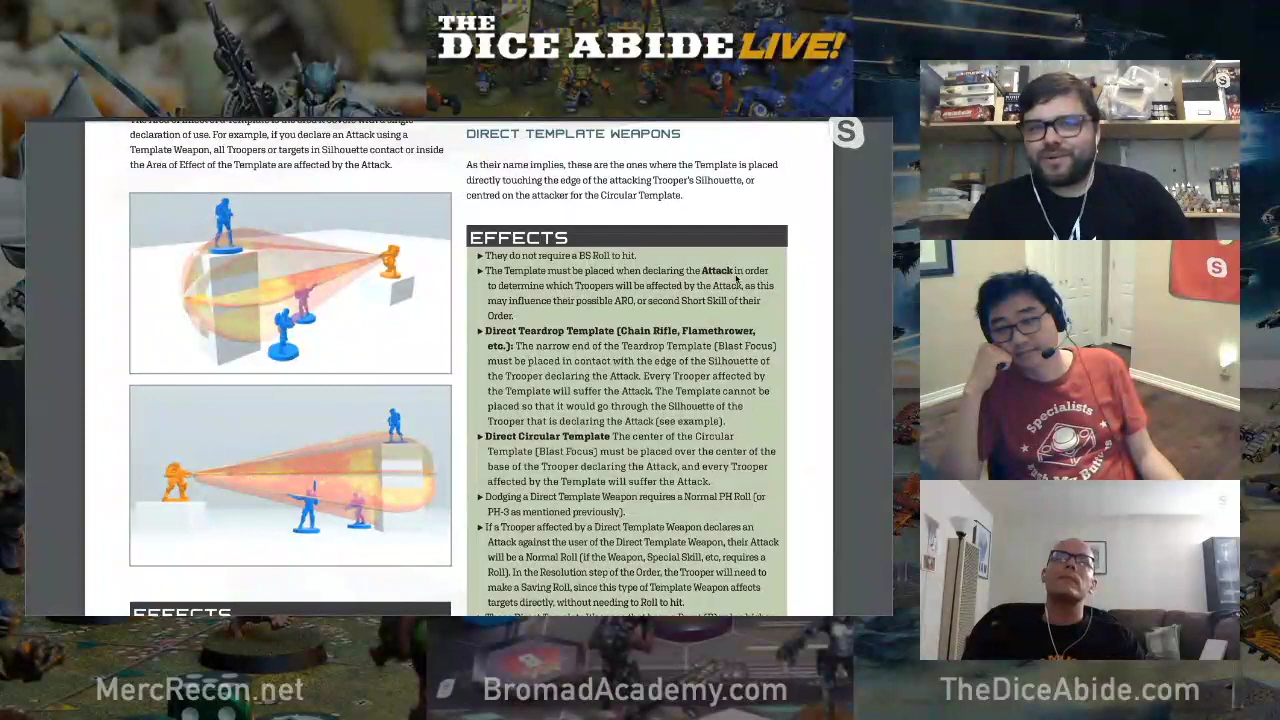 THE
DICE ABIDE LIVE!
declaration of use. For example, if you declare an Attack using a
Template Weapon, all Troopers or targets in Silhouette contact or inside
the Area of Effect of the Template are affected by the Attack.
EFFECTS
DIRECT TEMPLATE WEAPONS
As their name implies, these are the ones where the Template is placed
directly touching the edge of the attacking Trooper's Silhouette, or
centred on the attacker for the Circular Template.
EFFECTS
► They do not require a BS Roll to hit.
► The Template must be placed when declaring the Attack in order
to determine which Troopers will be affected by the Attack, as this
may influence their possible ARO, or second Short Skill of their
Order.
► Direct Teardrop Template (Chain Rifle, Flamethrower,
etc.): The narrow end of the Teardrop Template (Blast Focus)
must be placed in contact with the edge of the Silhouette of
the Trooper declaring the Attack. Every Trooper affected by
the Template will suffer the Attack. The Template cannot be
placed so that it would go through the Silhouette of the
Trooper that is declaring the Attack (see example).
► Direct Circular Template The center of the Circular
Template (Blast Focus) must be placed over the center of the
base of the Trooper declaring the Attack, and every Trooper
affected by the Template will suffer the Attack.
► Dodging a Direct Template Weapon requires a Normal PH Roll (or
PH-3 as mentioned previously).
► If a Trooper affected by a Direct Template Weapon declares an
Attack against the user of the Direct Template Weapon, their Attack
will be a Normal Roll (if the Weapon, Special Skill, etc, requires a
Roll). In the Resolution step of the Order, the Trooper will need to
make a Saving Roll, since this type of Template Weapon affects
targets directly, without needing to Roll to hit.
S
S
Specialists
MercRecon.net
BromadAcademy.com
TheDiceAbide.com